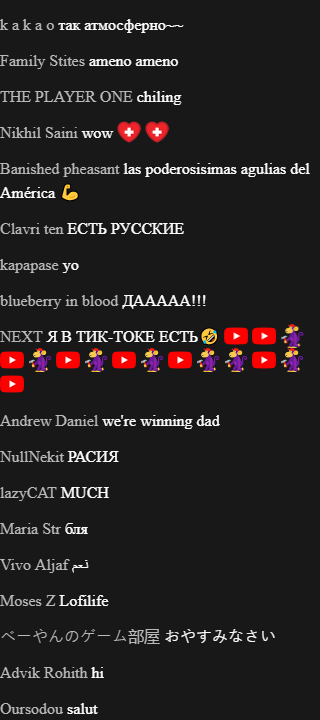 k a k a o так атмосферно~~
Family Stites ameno ameno
THE PLAYER ONE chiling
Nikhil Saini wow
Banished pheasant las poderosisimas agulias del
América 💪
Clavri ten ЕСТЬ РУССКИЕ
kapapase yo
blueberry in blood ДААААА!!!
NEXT Я В ТИК-ТОКЕ ЕСТЬ 🤣
Andrew Daniel we're winning dad
NullNekit РАСИЯ
lazyCAT MUCH
Maria Str бля
Vivo Aljaf نعم
Moses Z Lofilife
べーやんのゲーム部屋 おやすみなさい
Advik Rohith hi
Oursodou salut